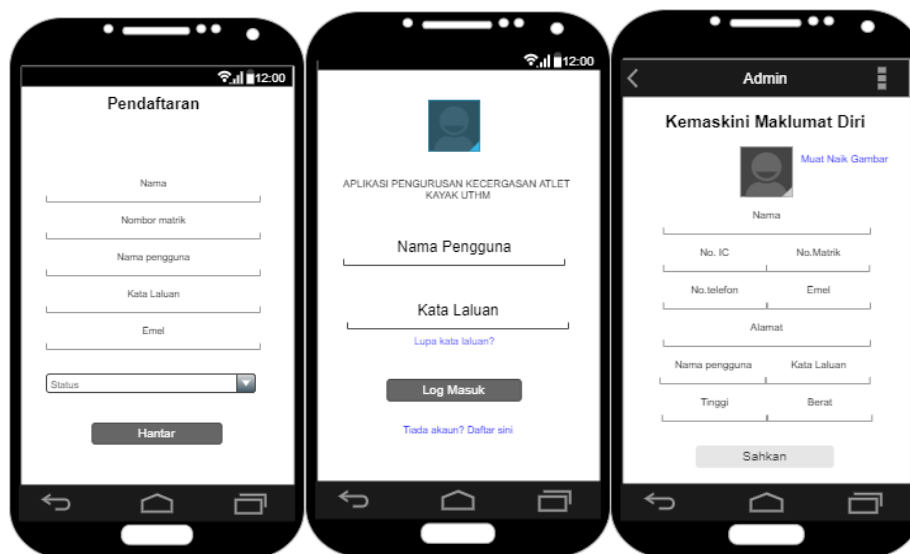 12:00
Pendaftaran
Nama
Nombor matrik
Nama pengguna
Kata Laluan
Emel
Status
Hantar
12:00
APLIKASI PENGURUSAN KECERGASAN ATLET
KAYAK UTHM
Nama Pengguna
Kata Laluan
Lupa kata laluan?
Log Masuk
Tiada akaun? Daftar sini
Admin
Kemaskini Maklumat Diri
Muat Naik Gambar
Nama
No. IC No.Matrik
No.telefon Emel
Alamat
Nama pengguna Kata Laluan
Tinggi Berat
Sahkan